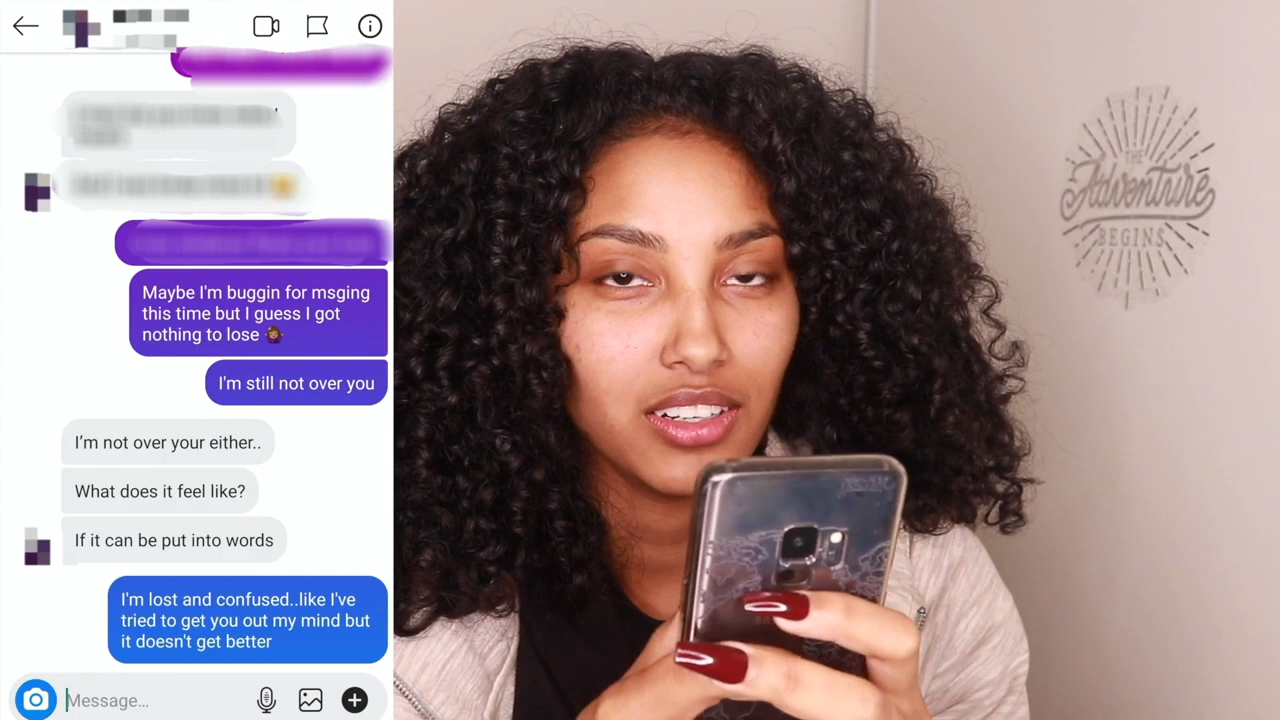 Maybe I'm buggin for msging
this time but I guess I got
nothing to lose 🤷🏽‍♀️
I'm still not over you
I'm not over your either..
What does it feel like?
If it can be put into words
I'm lost and confused..like I've
tried to get you out my mind but
it doesn't get better
Message...
THE
Adventure
BEGINS